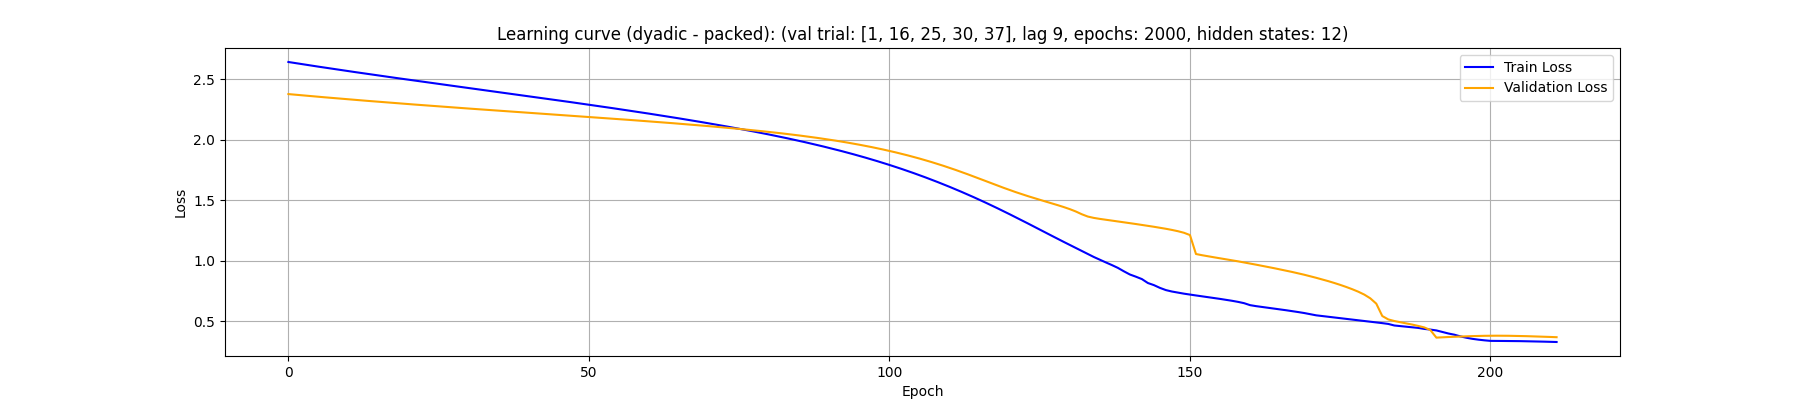 Learning curve (dyadic - packed): (val trial: [1, 16, 25, 30, 37], lag 9, epochs: 2000, hidden states: 12)
Train Loss
Validation Loss
Loss
2.5
2.0
1.5
1.0
0.5
0 50 100 150 200
Epoch